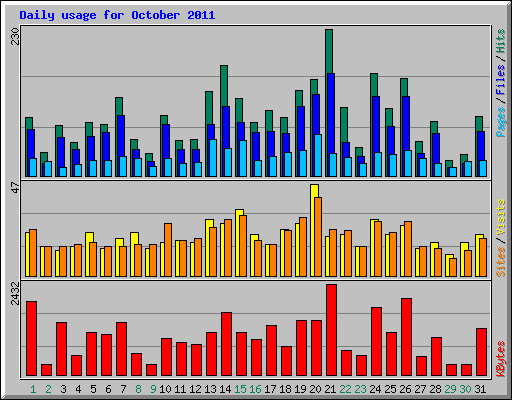 Daily usage for October 2011
230
Pages / Files / Hits
47
Sites / Visits
2432
KBytes
1 2 3 4 5 6 7 8 9 10 11 12 13 14 15 16 17 18 19 20 21 22 23 24 25 26 27 28 29 30 31